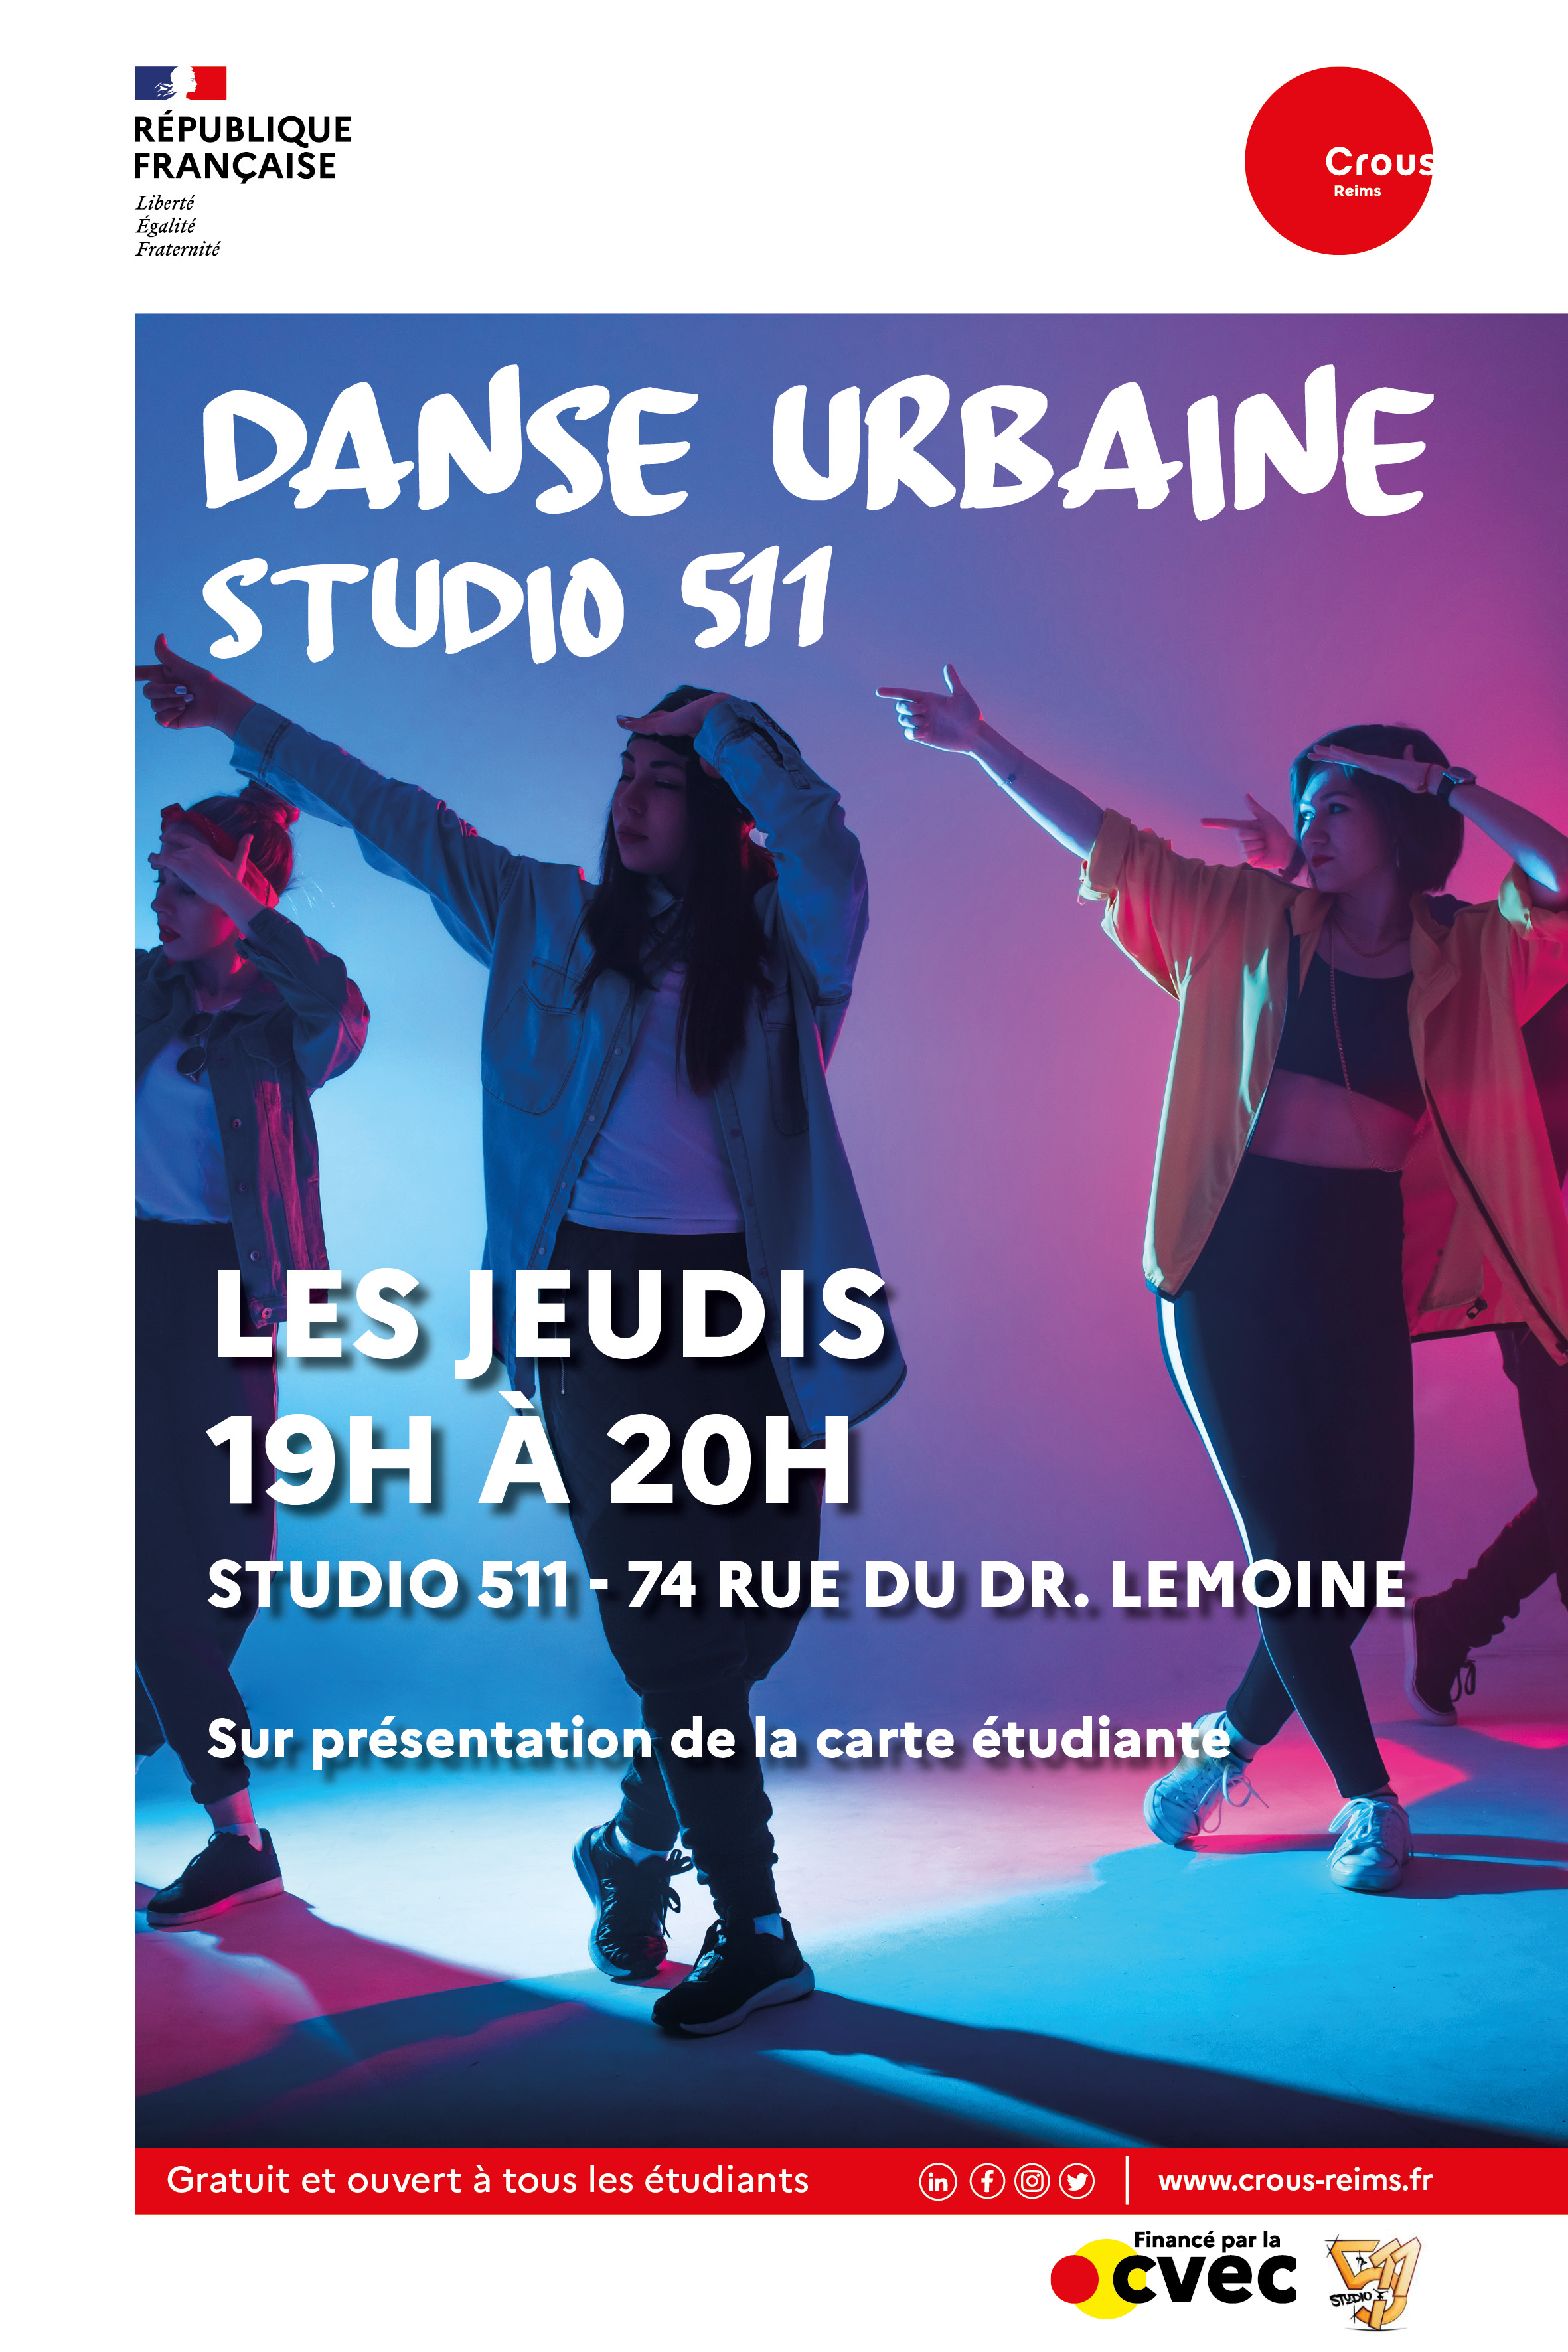 RÉPUBLIQUE
FRANÇAISE
Liberté
Égalité
Fraternité
Crous
Reims
DANSE URBAINE
STUDIO 511
LES JEUDIS
19H À 20H
STUDIO 511 - 74 RUE DU DR. LEMOINE
Sur présentation de la carte étudiante
Gratuit et ouvert à tous les étudiants
www.crous-reims.fr
Financé par la
cvec
511
STUDIO